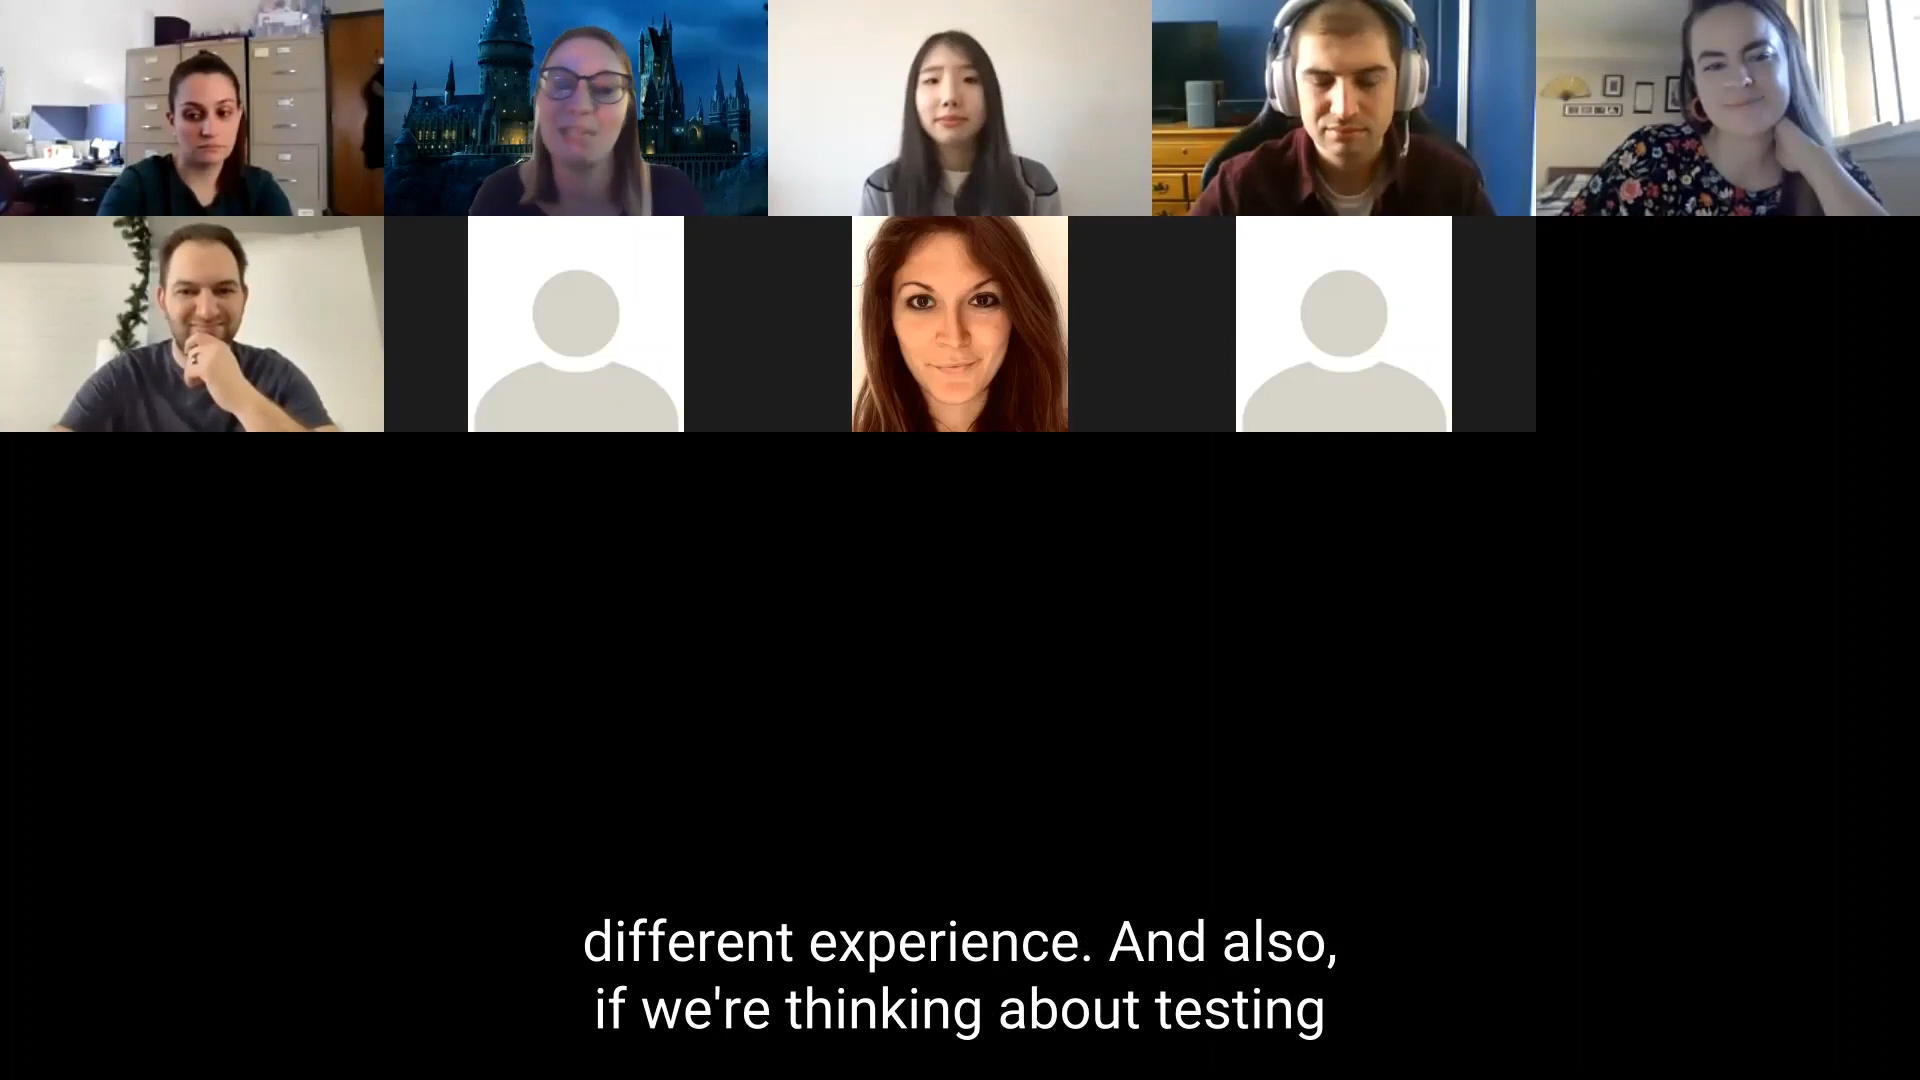 different experience. And also,
if we're thinking about testing